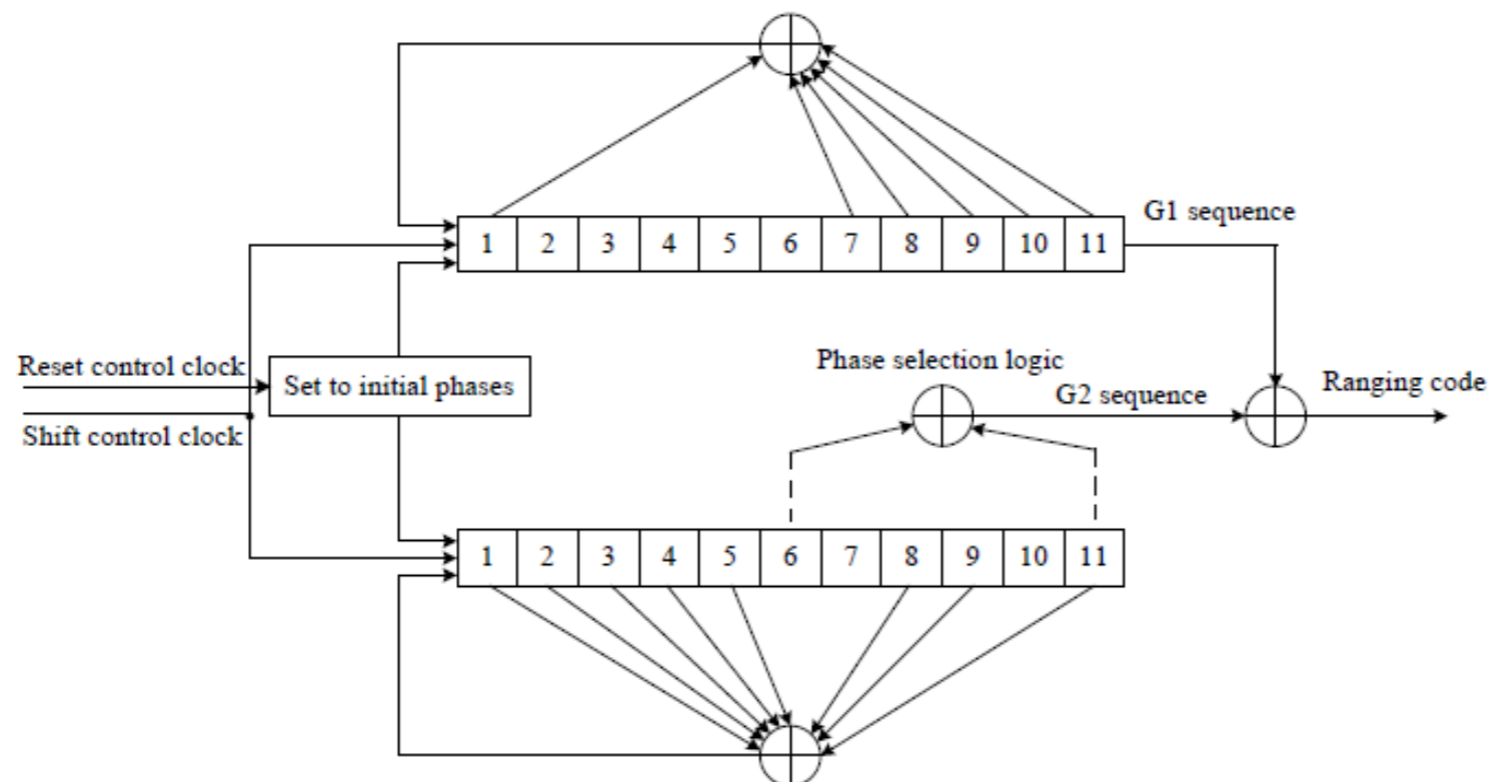 1 2 3 4 5 6 7 8 9 10 11
G1 sequence
Reset control clock
Set to initial phases
Shift control clock
Phase selection logic
G2 sequence
Ranging code
1 2 3 4 5 6 7 8 9 10 11